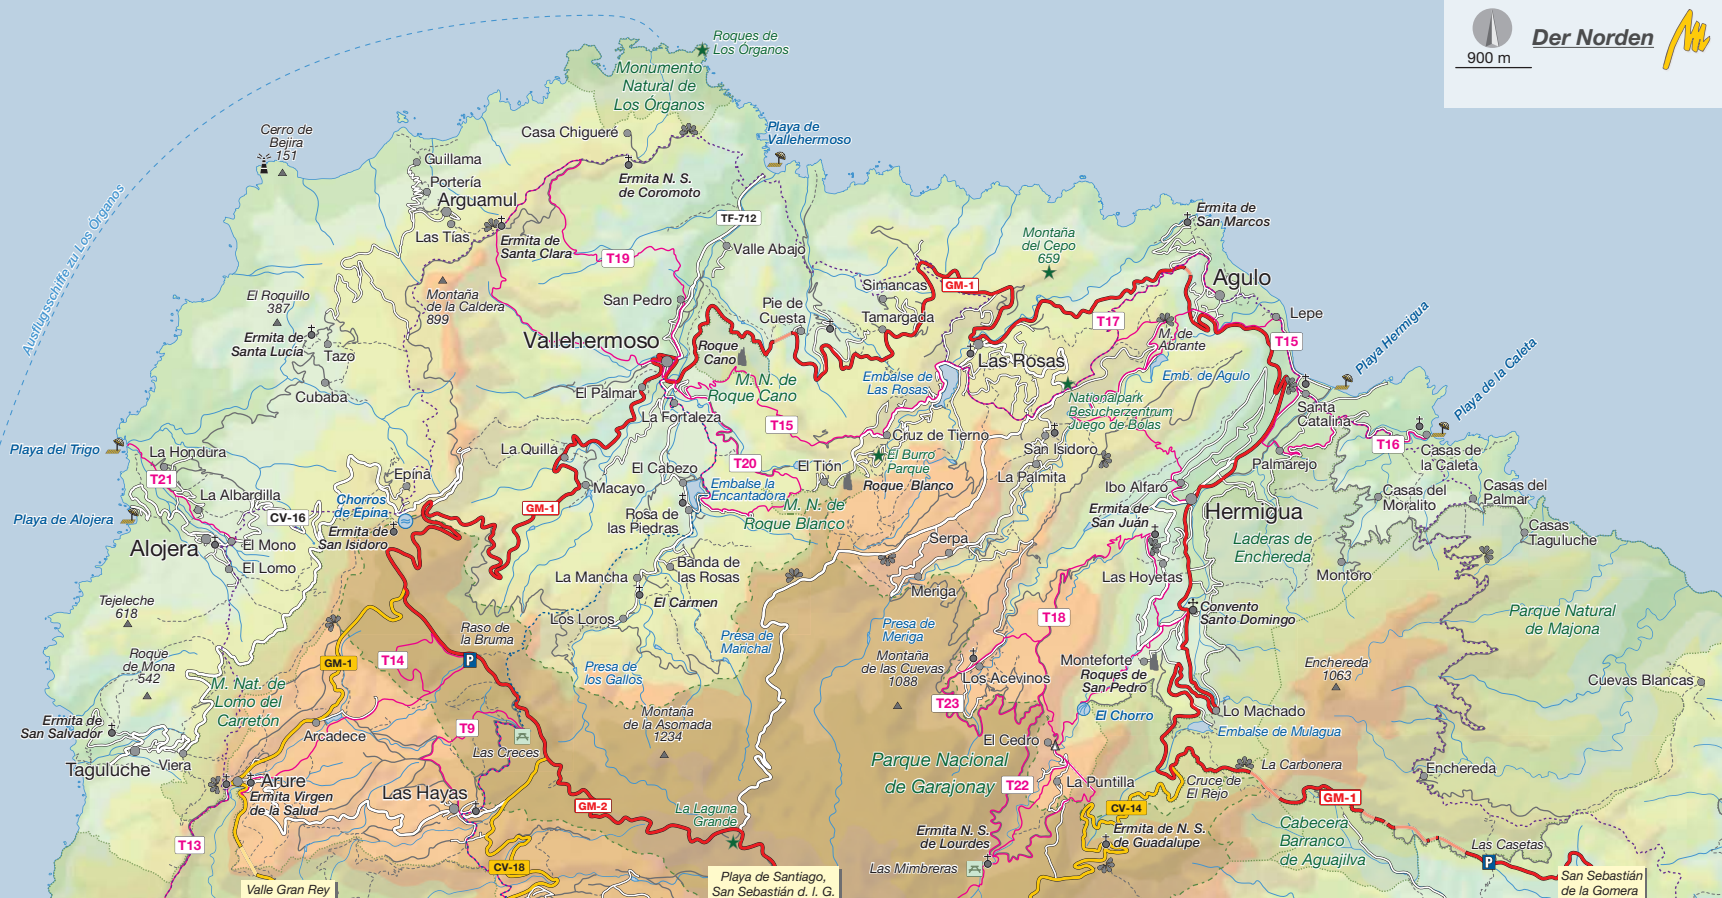 Der Norden
900 m
Roques de
Los Órganos
Monumento
Natural de
Los Órganos
Ausflugsschiffe zu Los Órganos
Cerro de
Bejira
151
Casa Chigueré
Playa de
Vallehermoso
Guillama
Portería
Arguamul
Las Tías
Ermita de
Santa Clara
Ermita N. S.
de Coromoto
TF-712
Valle Abajo
T19
San Pedro
Ermita de
San Marcos
Montaña
del Cepo
659
Agulo
Simancas
GM-1
Pie de
Cuesta
Tamargada
T17
Lepe
M. de
Abrante
T15
Playa Hermigua
Playa de la Caleta
El Roquillo
387
Montaña
de la Caldera
899
Ermita de
Santa Lucía
Tazo
Cubaba
Vallehermoso
Roque
Cano
M. N. de
Roque Cano
Las Rosas
Embalse de
Las Rosas
Emb. de Agulo
El Palmar
La Fortaleza
T15
Nationalpark
Besucherzentrum
Juego de Bolas
Santa
Catalina
T16
Playa del Trigo
La Hondura
T21
La Albardilla
Epina
Chorros
de Epina
La Quilla
Macayo
El Cabezo
T20
El Tión
Cruz de Tierno
El Burro
Parque
Roque Blanco
San Isidoro
La Palmita
Palmarejo
Casas de
la Caleta
Casas del
Palmar
Casas del
Moralito
Playa de Alojera
CV-16
Ermita de
San Isidoro
GM-1
Embalse la
Encantadora
M. N. de
Roque Blanco
Rosa de
las Piedras
Ibo Alfaro
Hermigua
Ermita de
San Juán
Casas
Taguluche
Alojera
El Mono
El Lomo
Serpa
Laderas de
Enchereda
Banda de
las Rosas
La Mancha
El Carmen
Meriga
Las Hoyetas
Montoro
Tejeleche
618
Los Loros
Raso de
la Bruma
P
Presa de
Marichal
Presa de
Meriga
T18
Convento
Santo Domingo
Parque Natural
de Majona
GM-1
T14
Roque
de Mona
542
Presa de
los Gallos
Montaña
de las Cuevas
1088
Monteforte
Roques de
San Pedro
Enchereda
1063
Cuevas Blancas
M. Nat. de
Lomo del
Carretón
Los Acevinos
T23
Ermita de
San Salvador
Arcadece
T9
Las Creces
Montaña
de la Asomada
1234
El Chorro
Lo Machado
Embalse de Mulagua
El Cedro
Taguluche
Viera
Parque Nacional
de Garajonay
T22
La Puntilla
Cruce de
El Rejo
La Carbonera
Enchereda
Arure
Ermita Virgen
de la Salud
Las Hayas
GM-2
La Laguna
Grande
CV-14
GM-1
T13
Ermita N. S.
de Lourdes
Ermita de N. S.
de Guadalupe
Cabecera
Barranco
de Aguajilva
Las Casetas
P
CV-18
Las Mimbreras
Valle Gran Rey
Playa de Santiago,
San Sebastián d. l. G.
San Sebastián
de la Gomera